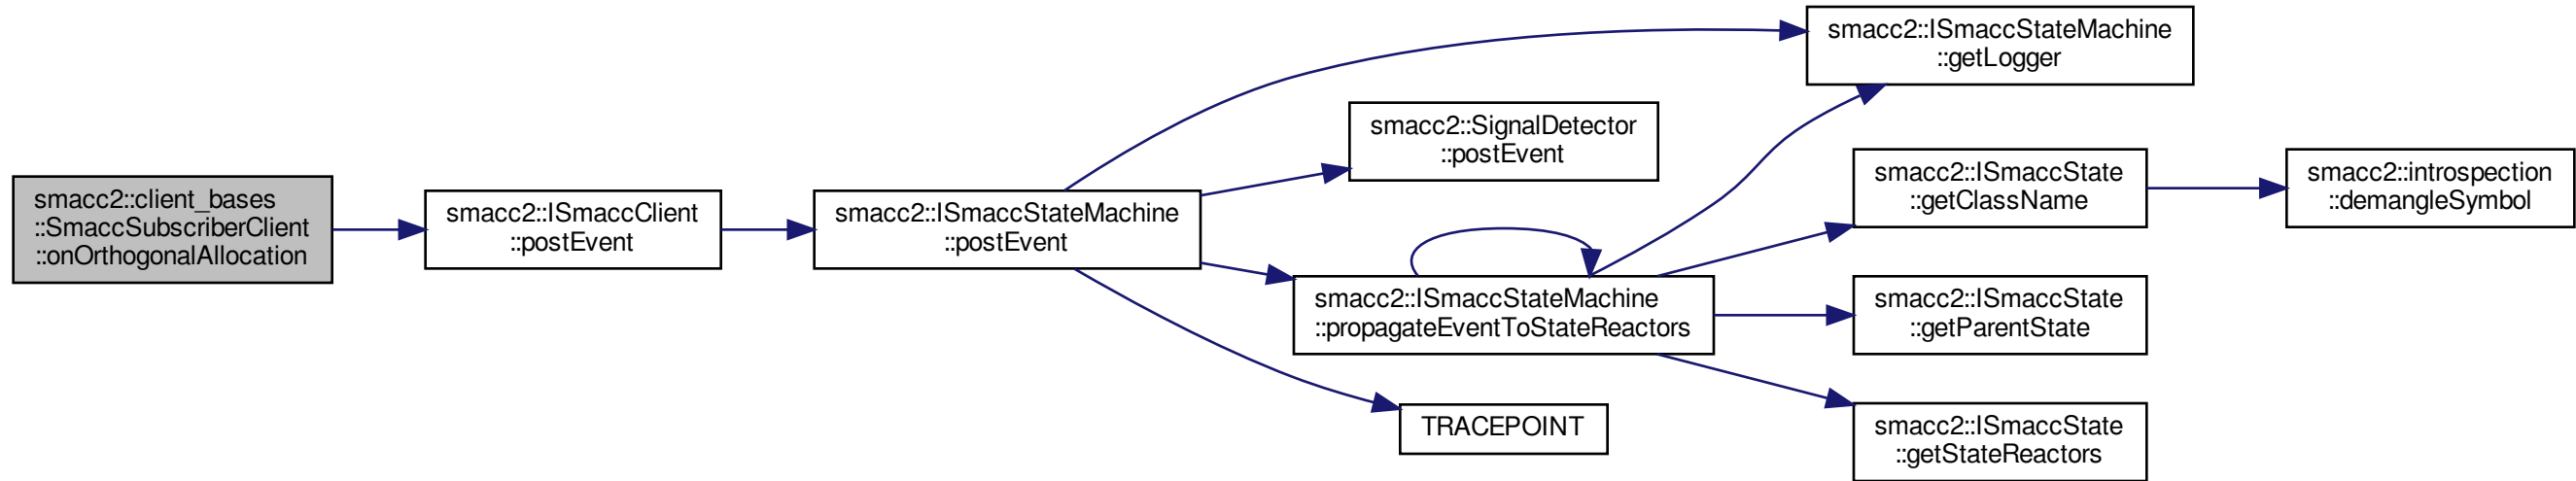 smacc2::client_bases
::SmaccSubscriberClient
::onOrthogonalAllocation
smacc2::ISmaccClient
::postEvent
smacc2::ISmaccStateMachine
::postEvent
smacc2::ISmaccStateMachine
::getLogger
smacc2::SignalDetector
::postEvent
smacc2::ISmaccStateMachine
::propagateEventToStateReactors
TRACEPOINT
smacc2::ISmaccState
::getClassName
smacc2::ISmaccState
::getParentState
smacc2::ISmaccState
::getStateReactors
smacc2::introspection
::demangleSymbol